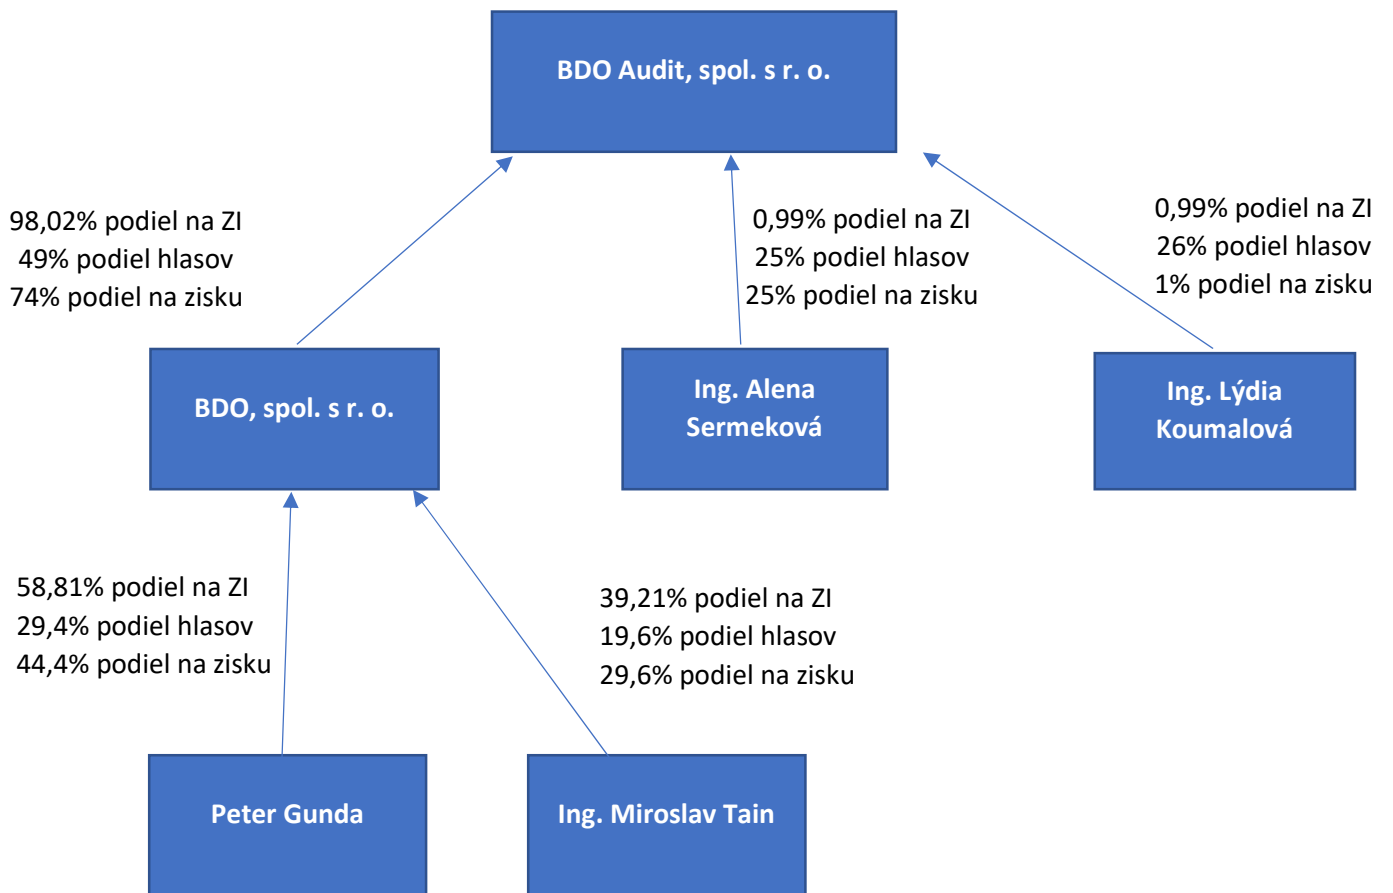 BDO Audit, spol. s r. o.
98,02% podiel na ZI
49% podiel hlasov
74% podiel na zisku
0,99% podiel na ZI
25% podiel hlasov
25% podiel na zisku
0,99% podiel na ZI
26% podiel hlasov
1% podiel na zisku
BDO, spol. s r. o.
Ing. Alena
Sermeková
Ing. Lýdia
Koumalová
58,81% podiel na ZI
29,4% podiel hlasov
44,4% podiel na zisku
39,21% podiel na ZI
19,6% podiel hlasov
29,6% podiel na zisku
Peter Gunda
Ing. Miroslav Tain